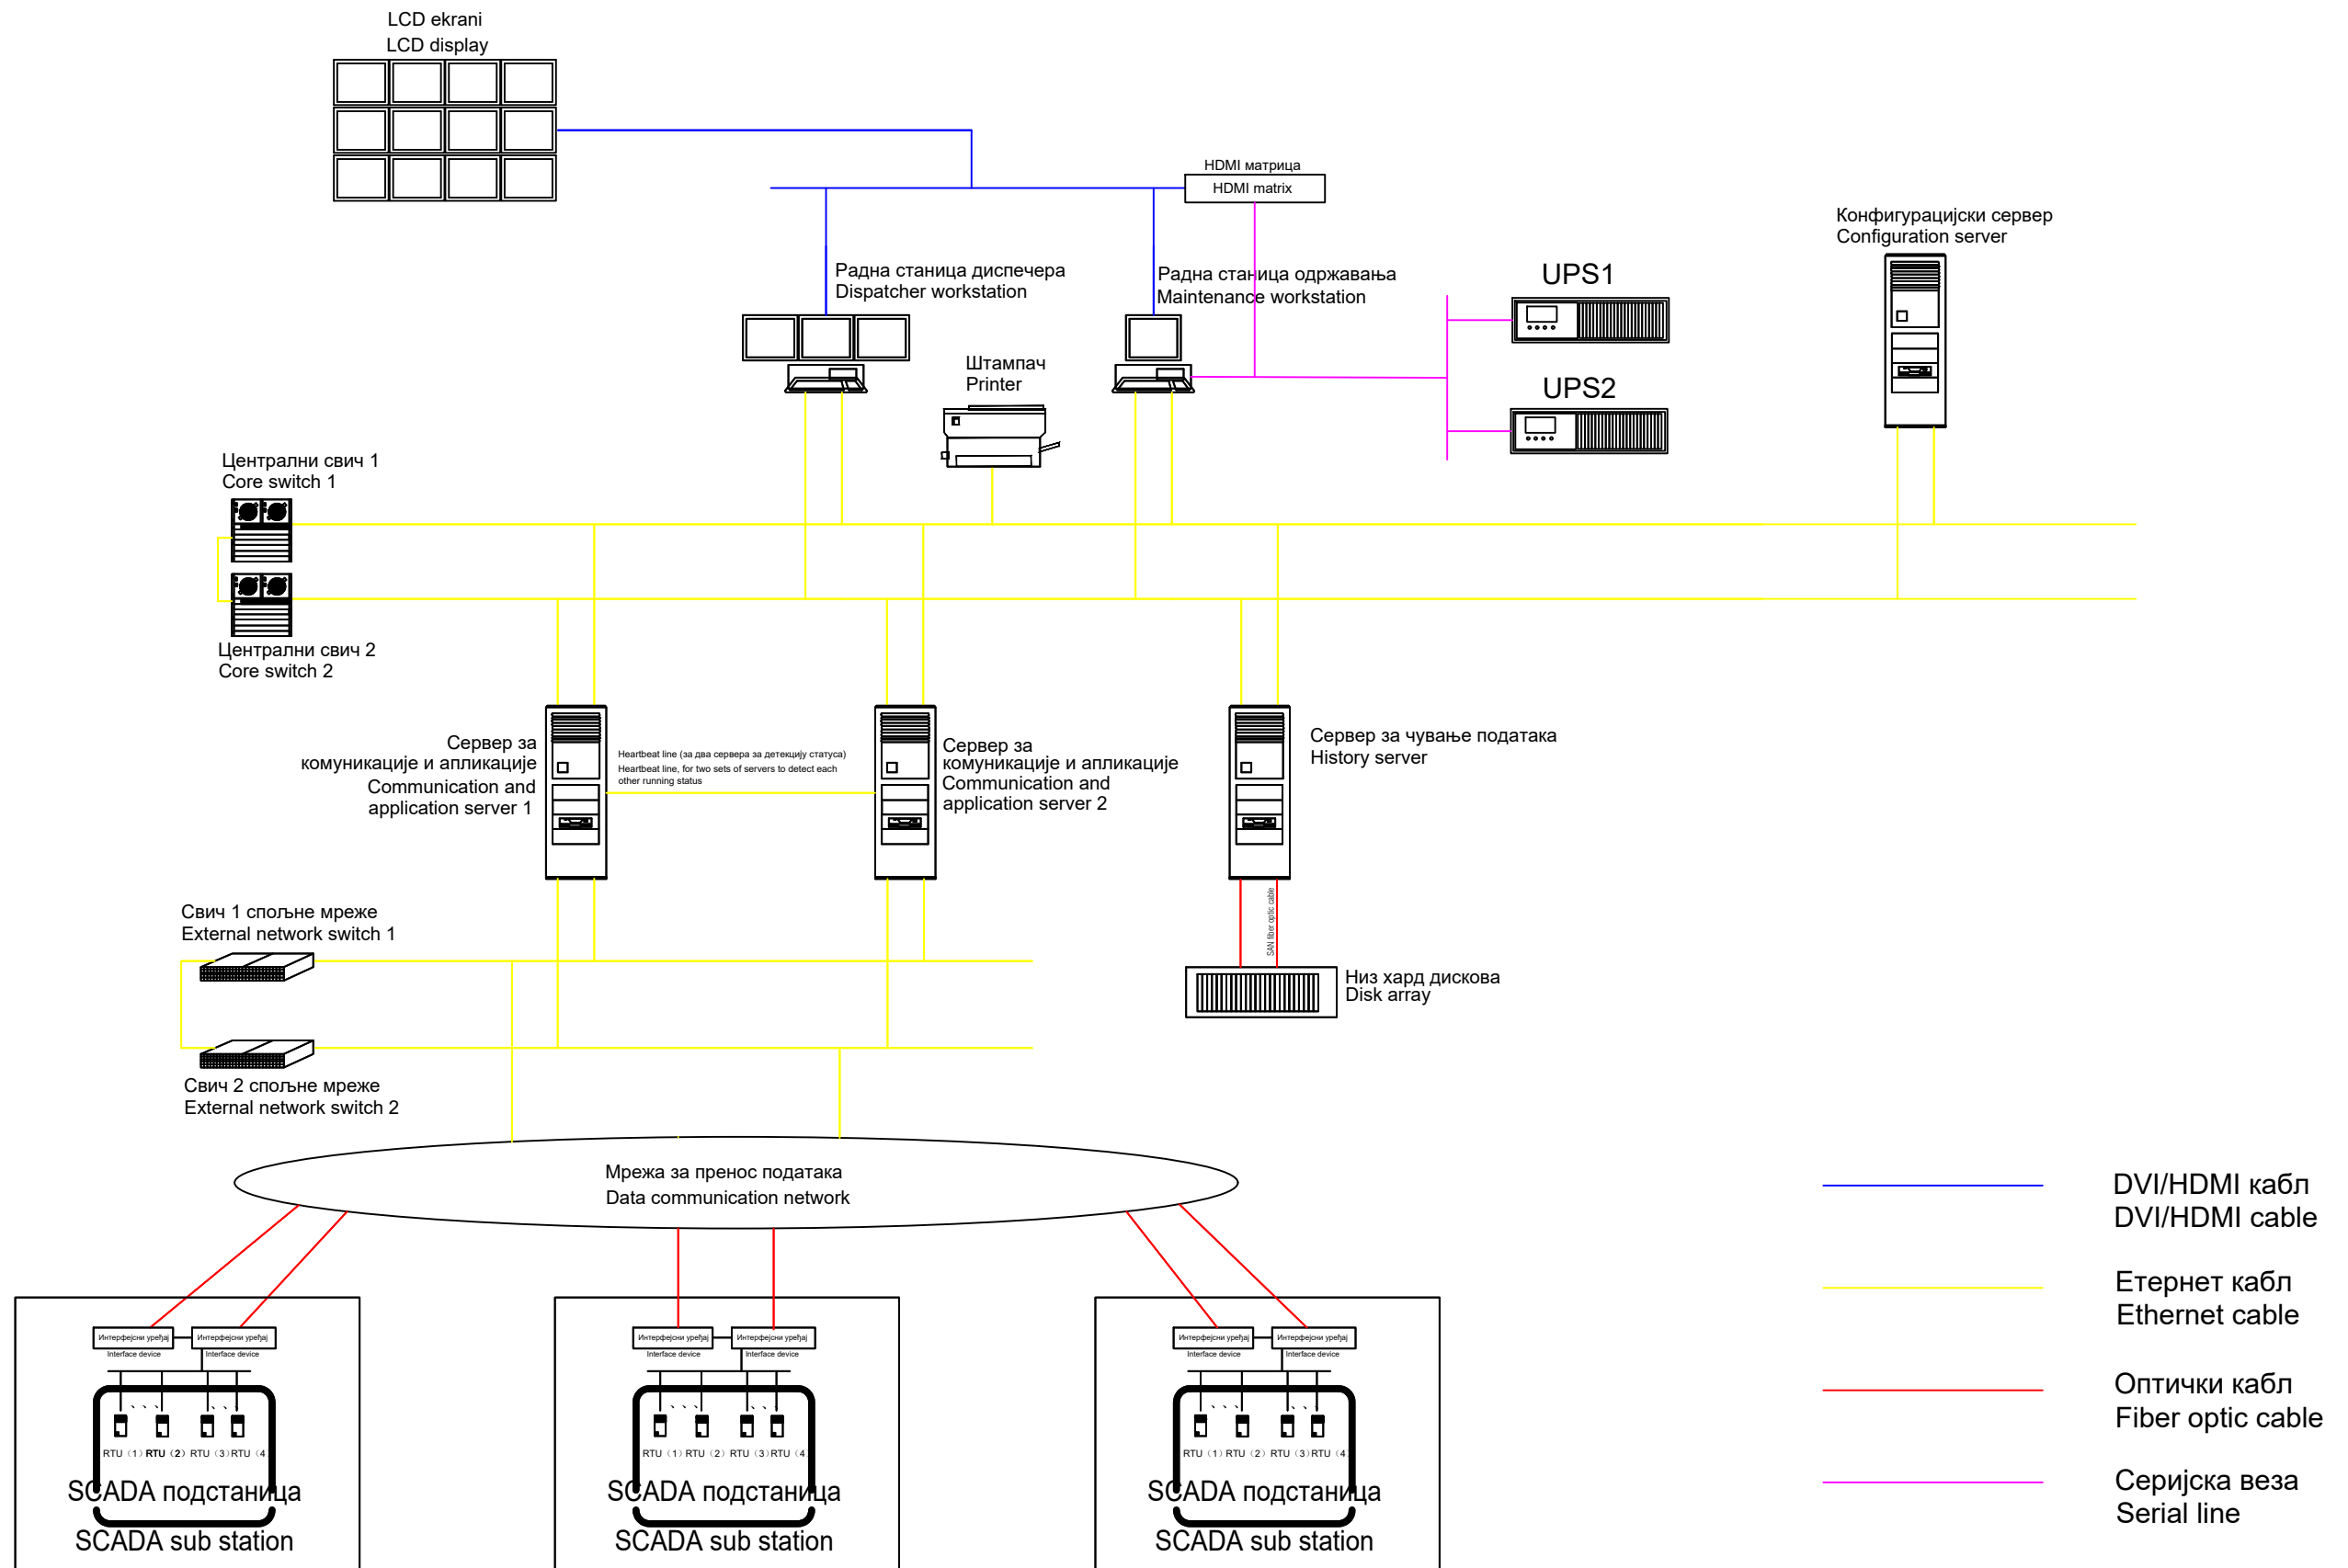 LCD ekrani
LCD display
HDMI матрица
HDMI matrix
Конфигурацијски сервер
Configuration server
Радна станица диспечера
Dispatcher workstation
Радна станица одржавања
Maintenance workstation
UPS1
Штампач
Printer
UPS2
Централни свич 1
Core switch 1
Централни свич 2
Core switch 2
Сервер за
комуникације и апликације
Communication and
application server 1
Heartbeat line (за два сервера за детекцију статуса)
Heartbeat line, for two sets of servers to detect each
other running status
Сервер за
комуникације и апликације
Communication and
application server 2
Сервер за чување података
History server
SAN fiber optic cable
Свич 1 спољне мреже
External network switch 1
Низ хард дискова
Disk array
Свич 2 спољне мреже
External network switch 2
Мрежа за пренос података
Data communication network
DVI/HDMI кабл
DVI/HDMI cable
Етернет кабл
Ethernet cable
Оптички кабл
Fiber optic cable
Серијска веза
Serial line
Интерфејсни уређај Интерфејсни уређај
Interface device Interface device
RTU（1）RTU（2）RTU（3）RTU（4
SCADA подстаница
SCADA sub station
Интерфејсни уређај Интерфејсни уређај
Interface device Interface device
RTU（1）RTU（2）RTU（3）RTU（4
SCADA подстаница
SCADA sub station
Интерфејсни уређај Интерфејсни уређај
Interface device Interface device
RTU（1）RTU（2）RTU（3）RTU（4
SCADA подстаница
SCADA sub station